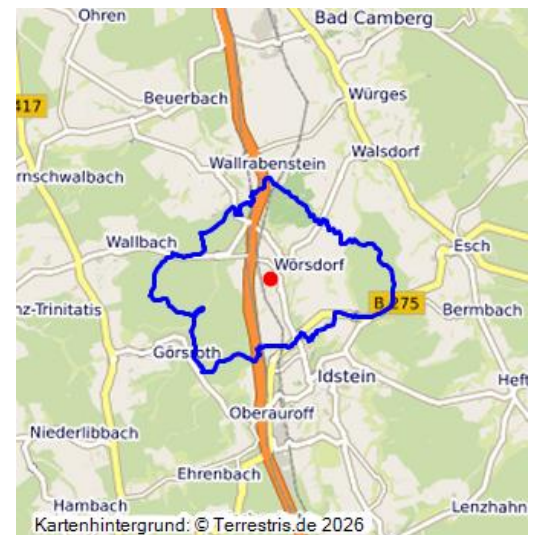 Ohren
Bad Camberg
417
Beuerbach
Würges
Wallrabenstein
Walsdorf
rnschwalbach
Wallbach
Esch
Wörsdorf
nz-Trinitatis
B 275
Bermbach
Görsroth
Idstein
Heft
Oberauroff
Niederlibbach
Ehrenbach
Hambach
Lenzhahn
Kartenhintergrund: © Terrestris.de 2026